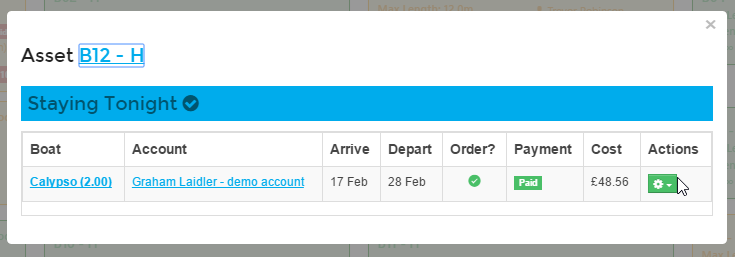 ×
Asset B12 - H
Staying Tonight
Boat Account Arrive Depart Order? Payment Cost Actions
Calypso (2.00) Graham Laidler - demo account 17 Feb 28 Feb Paid £48.56